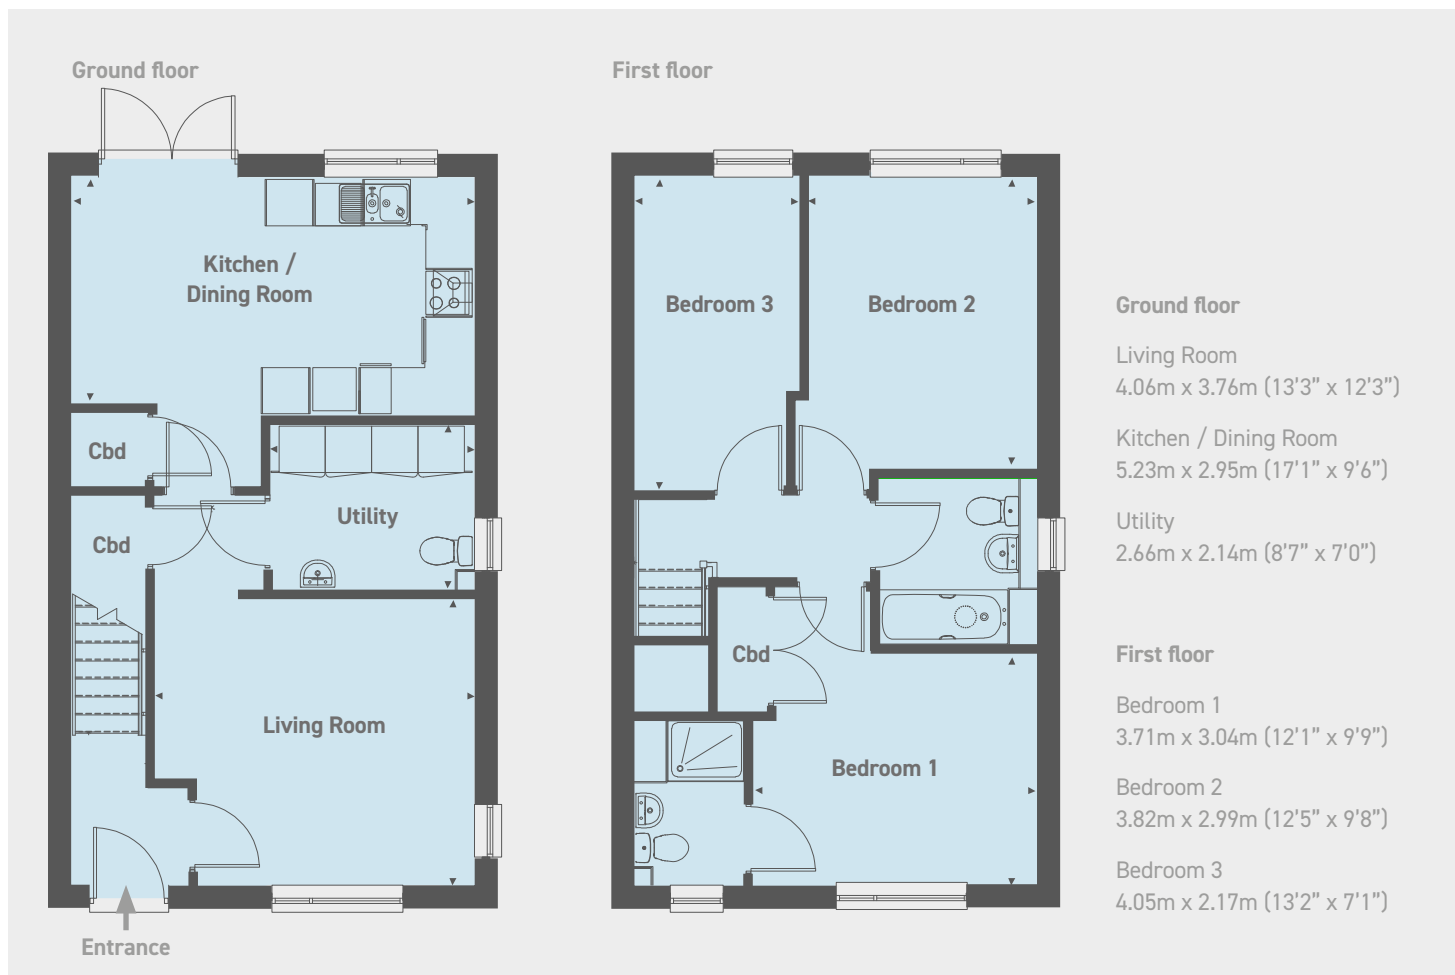 Ground floor
First floor
Kitchen /
Dining Room
Cbd
Cbd
Utility
Living Room
Entrance
Bedroom 3
Bedroom 2
Cbd
Bedroom 1
Ground floor
Living Room
4.06m x 3.76m (13’3” x 12’3”)
Kitchen / Dining Room
5.23m x 2.95m (17’1” x 9’6”)
Utility
2.66m x 2.14m (8’7” x 7’0”)
First floor
Bedroom 1
3.71m x 3.04m (12’1” x 9’9”)
Bedroom 2
3.82m x 2.99m (12’5” x 9’8”)
Bedroom 3
4.05m x 2.17m (13’2” x 7’1”)